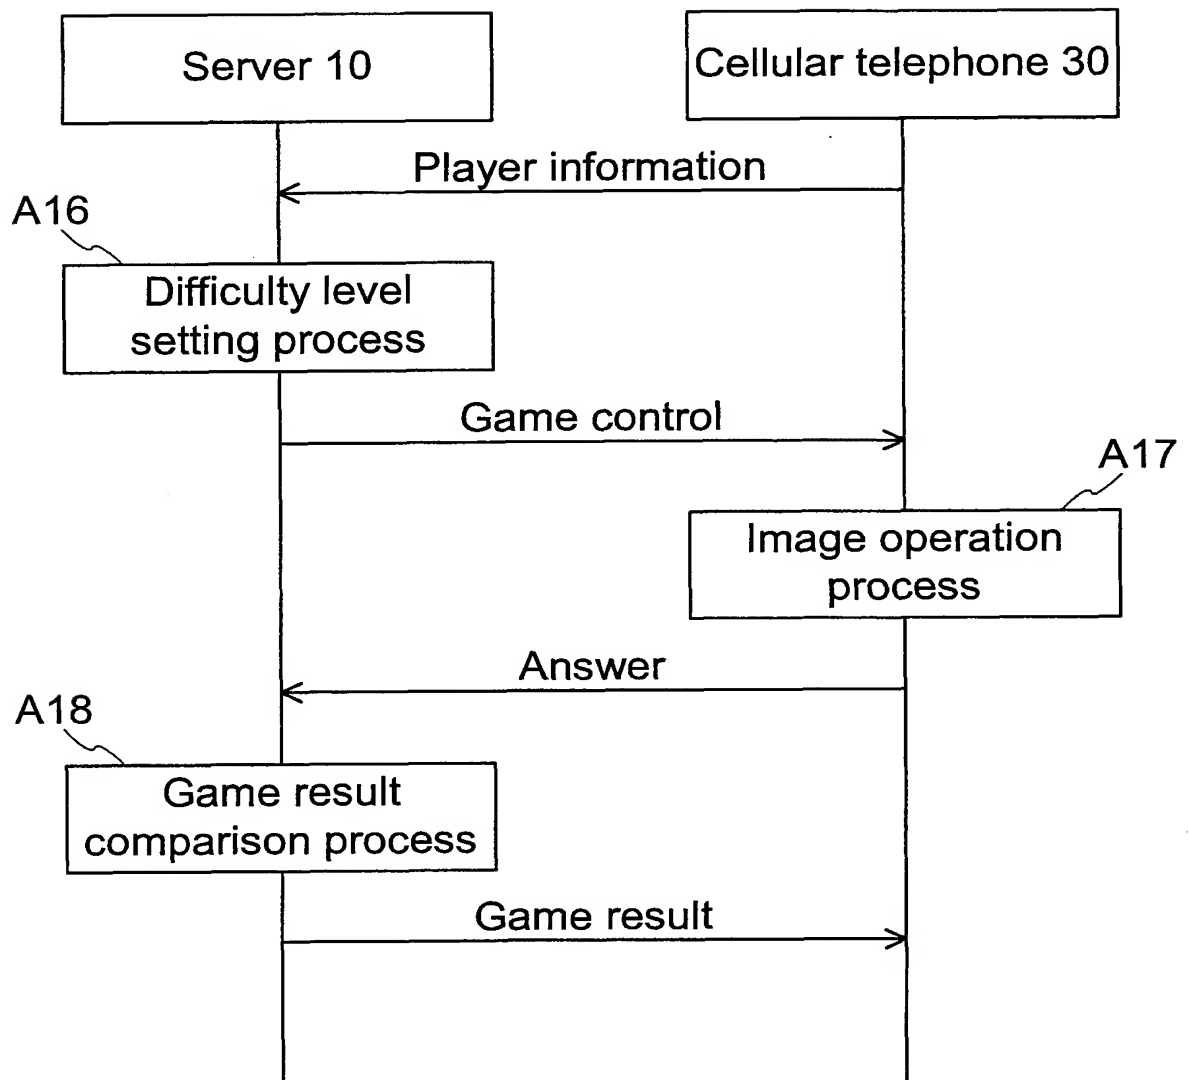 Server 10
Cellular telephone 30
Player information
A16
Difficulty level
setting process
Game control
A17
Image operation
process
Answer
A18
Game result
comparison process
Game result